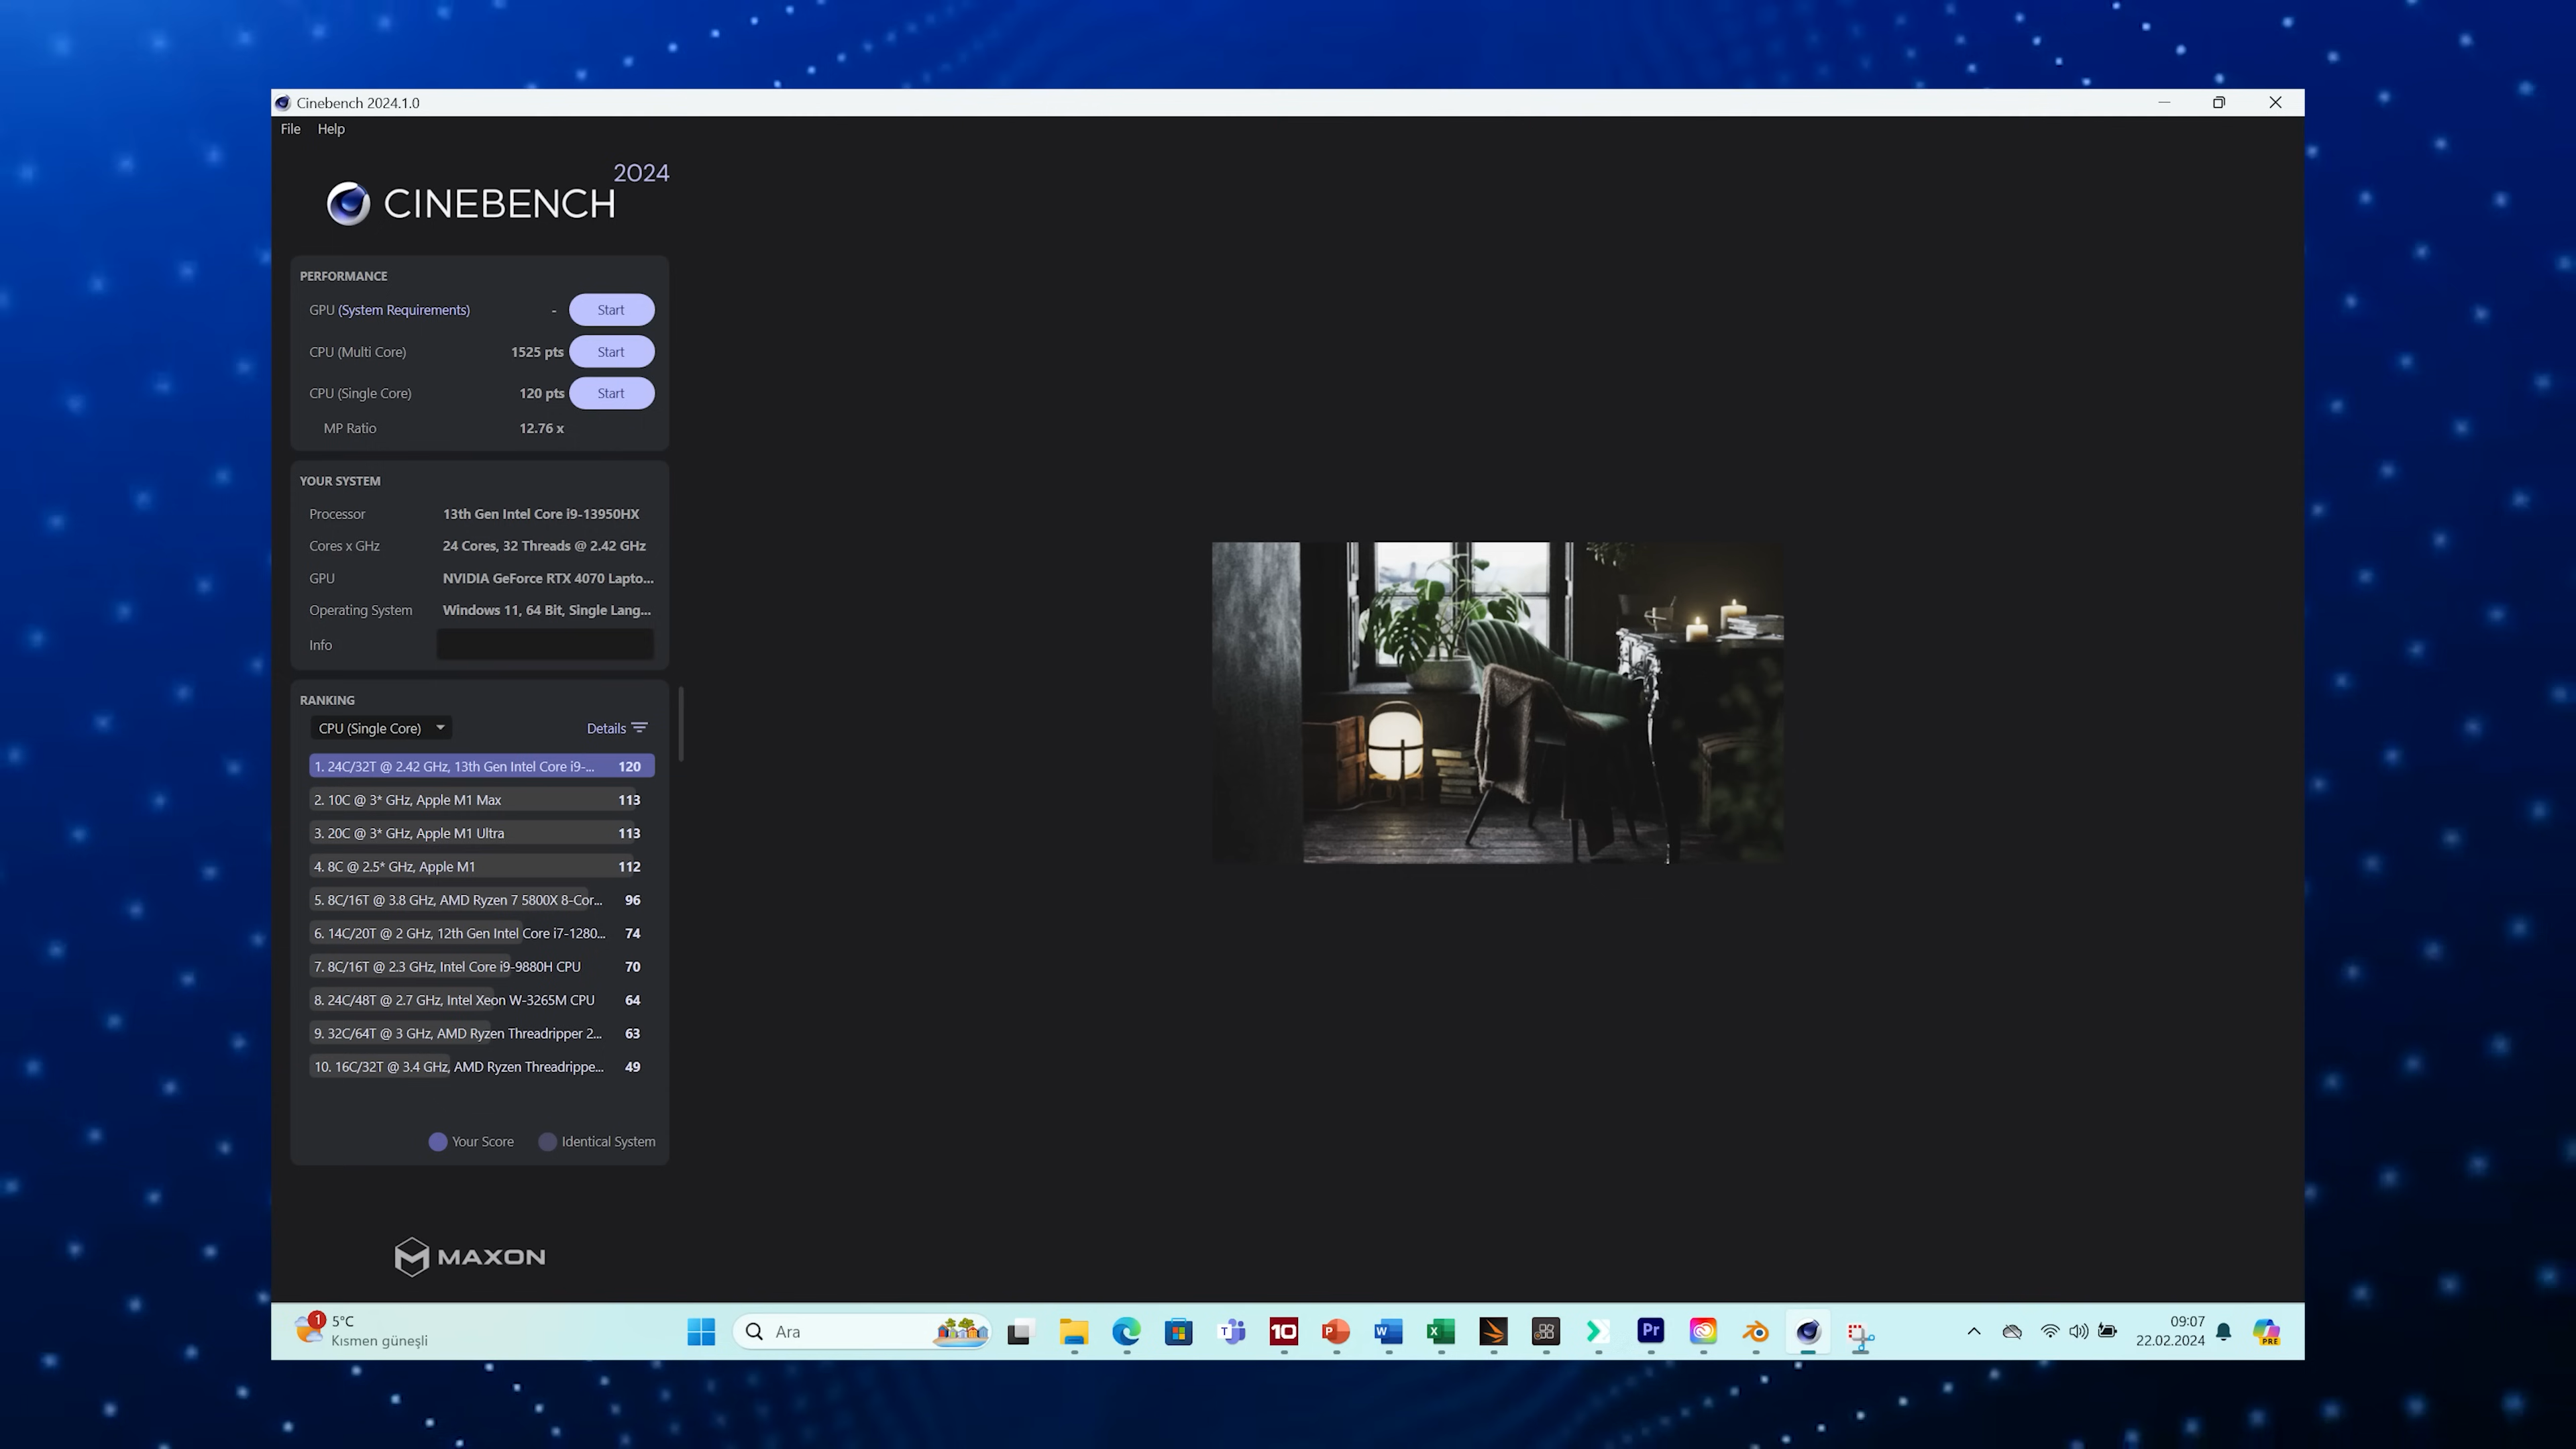 Cinebench 2024.1.0
File Help
CINEBENCH 2024
PERFORMANCE
GPU (System Requirements) - Start
CPU (Multi Core) 1525 pts Start
CPU (Single Core) 120 pts Start
MP Ratio 12.76 x
YOUR SYSTEM
Processor 13th Gen Intel Core i9-13950HX
Cores x GHz 24 Cores, 32 Threads @ 2.42 GHz
GPU NVIDIA GeForce RTX 4070 Lapto...
Operating System Windows 11, 64 Bit, Single Lang...
Info
RANKING
CPU (Single Core) Details
1. 24C/32T @ 2.42 GHz, 13th Gen Intel Core i9-... 120
2. 10C @ 3* GHz, Apple M1 Max 113
3. 20C @ 3* GHz, Apple M1 Ultra 113
4. 8C @ 2.5* GHz, Apple M1 112
5. 8C/16T @ 3.8 GHz, AMD Ryzen 7 5800X 8-Cor... 96
6. 14C/20T @ 2 GHz, 12th Gen Intel Core i7-1280... 74
7. 8C/16T @ 2.3 GHz, Intel Core i9-9880H CPU 70
8. 24C/48T @ 2.7 GHz, Intel Xeon W-3265M CPU 64
9. 32C/64T @ 3 GHz, AMD Ryzen Threadripper 2... 63
10. 16C/32T @ 3.4 GHz, AMD Ryzen Threadrippe... 49
Your Score Identical System
MAXON
1 5°C
Kısmen güneşli
Ara
T 10 P W X Pr
09:07
22.02.2024
PRE